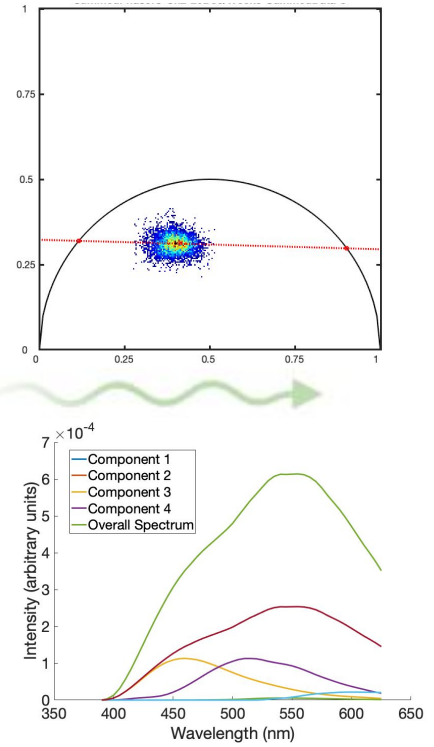 1
0.75
0.5
0.25
0
0 0.25 0.5 0.75 1
7 ×10⁻⁴
Component 1
Component 2
Component 3
Component 4
Overall Spectrum
6
5
4
3
2
1
0
Intensity (arbitrary units)
350 400 450 500 550 600 650
Wavelength (nm)